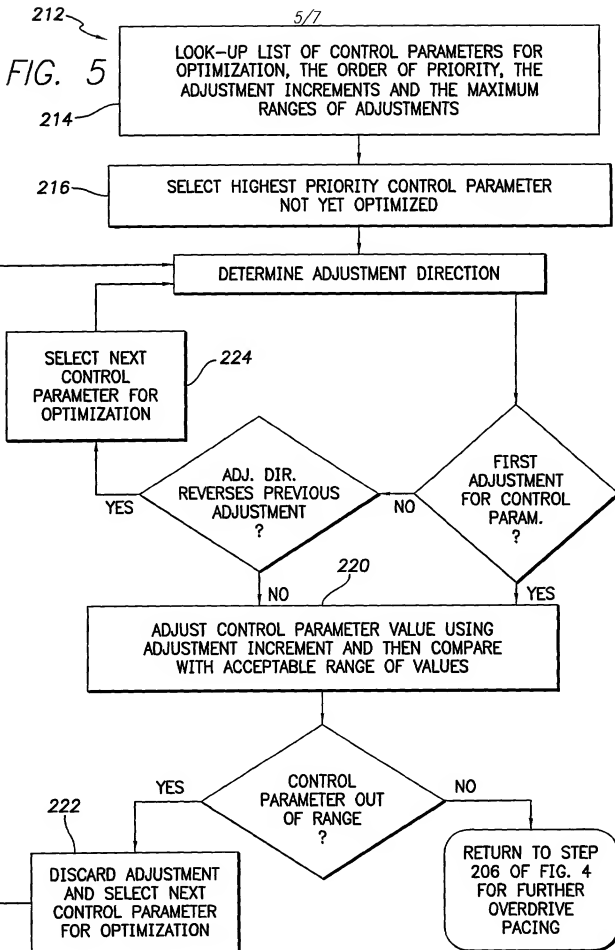 5/7
212
FIG. 5
LOOK-UP LIST OF CONTROL PARAMETERS FOR
OPTIMIZATION, THE ORDER OF PRIORITY, THE
ADJUSTMENT INCREMENTS AND THE MAXIMUM
RANGES OF ADJUSTMENTS
214
216
SELECT HIGHEST PRIORITY CONTROL PARAMETER
NOT YET OPTIMIZED
DETERMINE ADJUSTMENT DIRECTION
SELECT NEXT
CONTROL
PARAMETER FOR
OPTIMIZATION
224
YES
ADJ. DIR.
REVERSES PREVIOUS
ADJUSTMENT
?
NO
FIRST
ADJUSTMENT
FOR CONTROL
PARAM.
?
NO
220
YES
ADJUST CONTROL PARAMETER VALUE USING
ADJUSTMENT INCREMENT AND THEN COMPARE
WITH ACCEPTABLE RANGE OF VALUES
YES
CONTROL
PARAMETER OUT
OF RANGE
?
NO
222
DISCARD ADJUSTMENT
AND SELECT NEXT
CONTROL PARAMETER
FOR OPTIMIZATION
RETURN TO STEP
206 OF FIG. 4
FOR FURTHER
OVERDRIVE
PACING